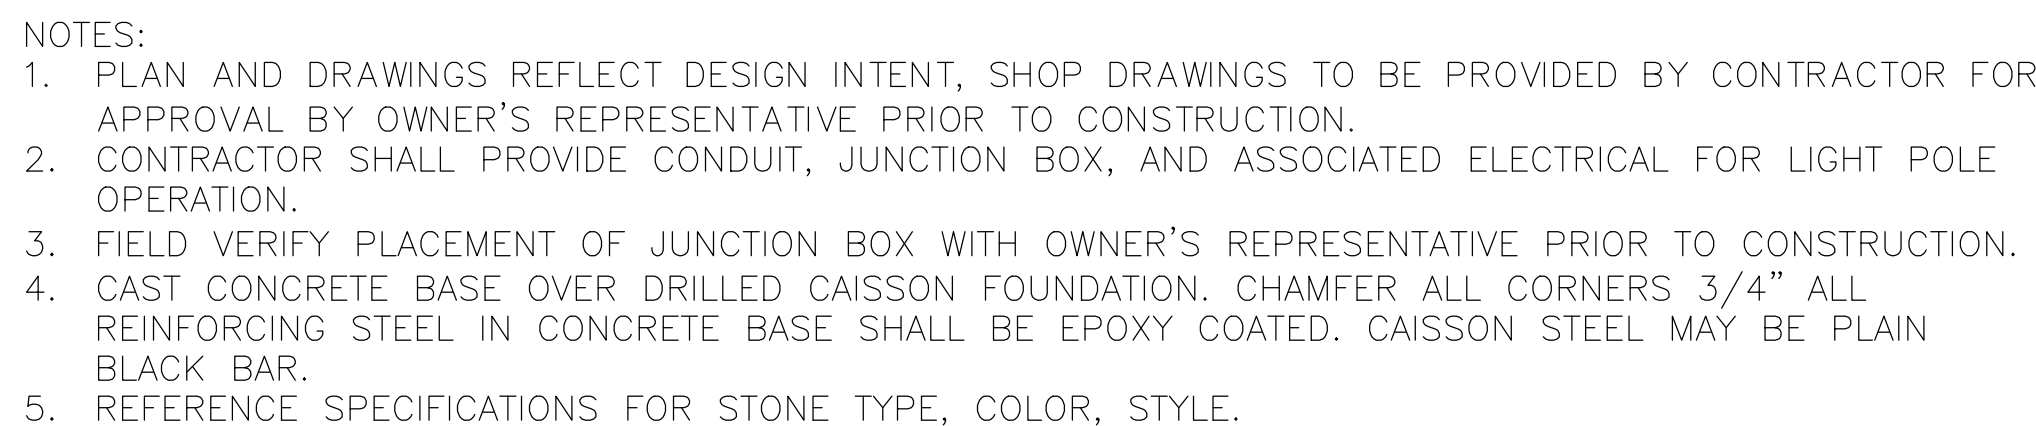 NOTES:
1. PLAN AND DRAWINGS REFLECT DESIGN INTENT, SHOP DRAWINGS TO BE PROVIDED BY CONTRACTOR FOR
APPROVAL BY OWNER'S REPRESENTATIVE PRIOR TO CONSTRUCTION.
2. CONTRACTOR SHALL PROVIDE CONDUIT, JUNCTION BOX, AND ASSOCIATED ELECTRICAL FOR LIGHT POLE
OPERATION.
3. FIELD VERIFY PLACEMENT OF JUNCTION BOX WITH OWNER'S REPRESENTATIVE PRIOR TO CONSTRUCTION.
4. CAST CONCRETE BASE OVER DRILLED CAISSON FOUNDATION. CHAMFER ALL CORNERS 3/4” ALL
REINFORCING STEEL IN CONCRETE BASE SHALL BE EPOXY COATED. CAISSON STEEL MAY BE PLAIN
BLACK BAR.
5. REFERENCE SPECIFICATIONS FOR STONE TYPE, COLOR, STYLE.